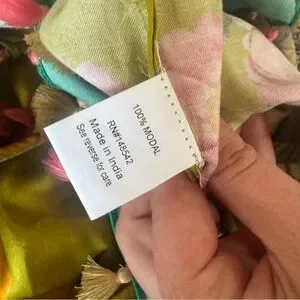 100% MODAL
RN#148542
Made in India
See reverse for care